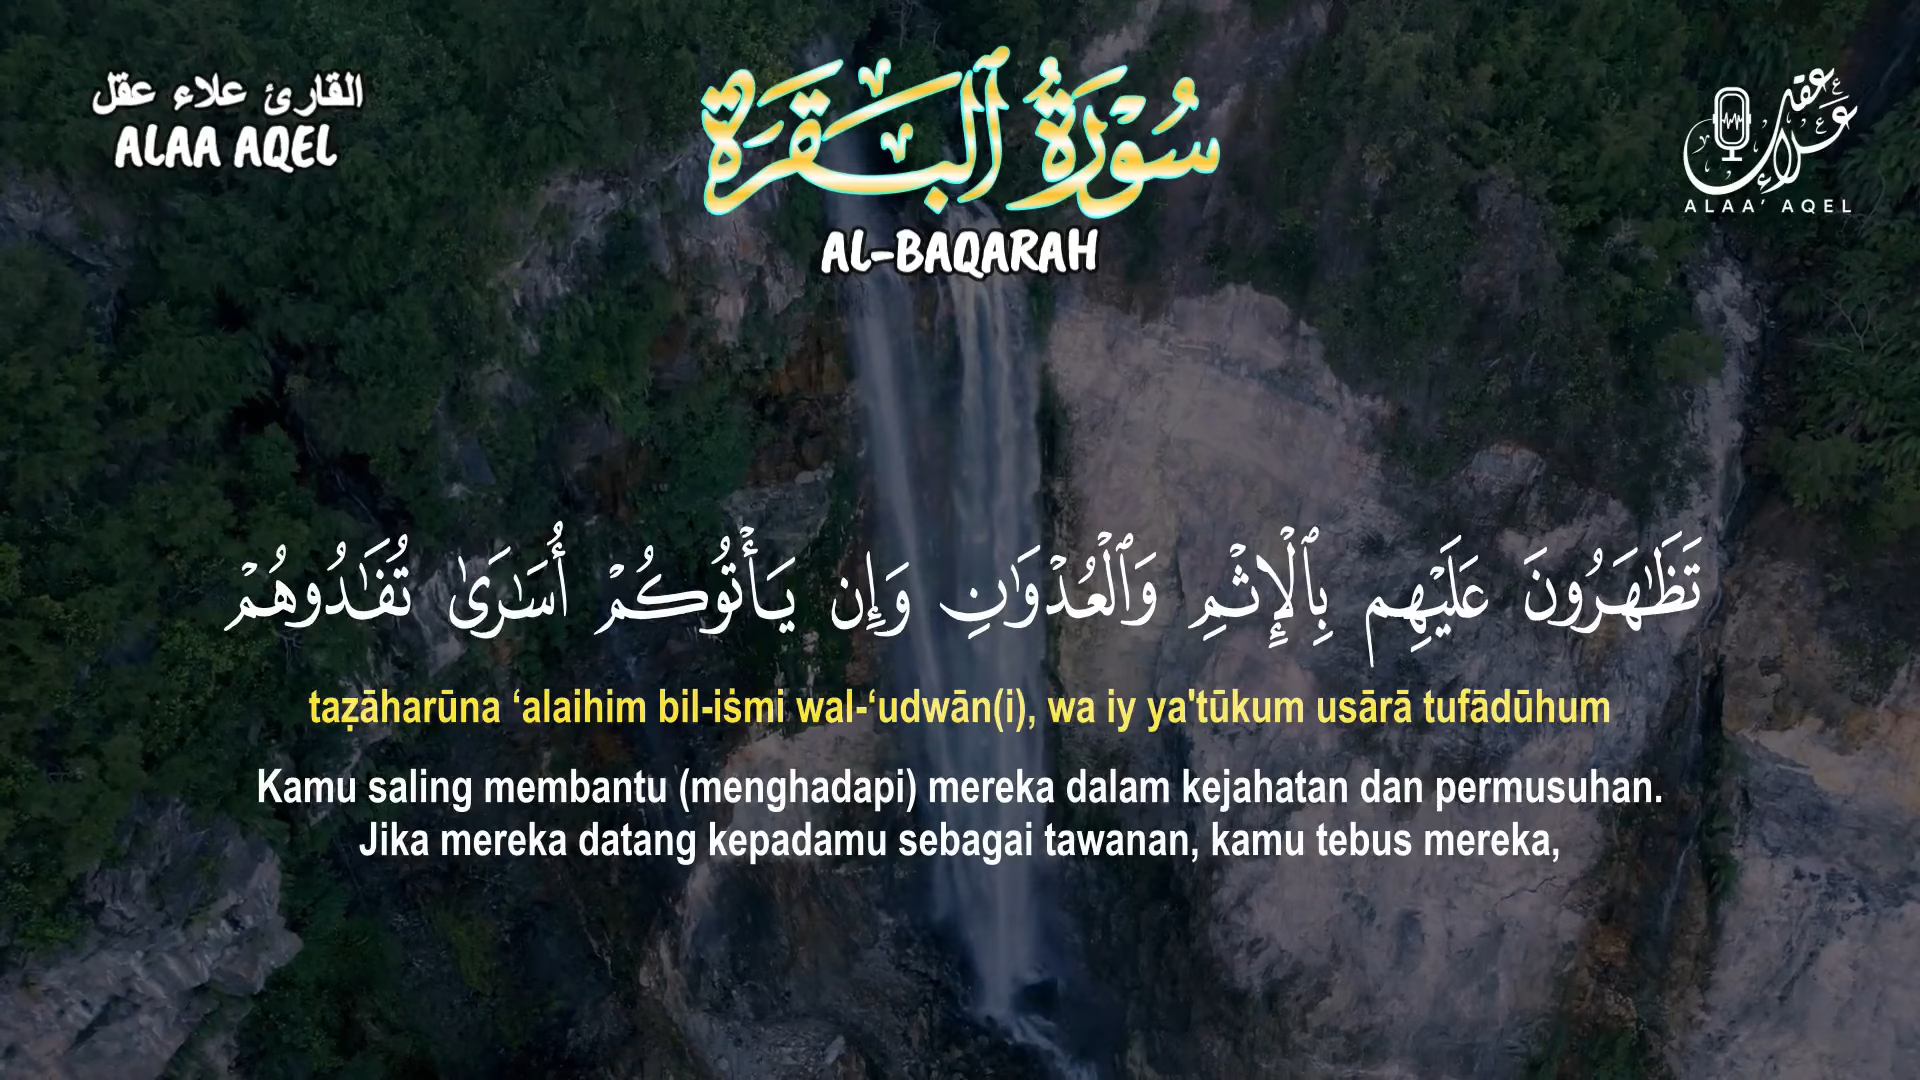 القارئ علاء عقل
ALAA AQEL
سُورَةُ ٱلْبَقَرَةِ
AL-BAQARAH
علاء عقل
ALAA' AQEL
تَظَٰهَرُونَ عَلَيْهِم بِٱلْإِثْمِ وَٱلْعُدْوَٰنِ وَإِن يَأْتُوكُمْ أُسَٰرَىٰ تُفَٰدُوهُمْ
taẓāharūna ‘alaihim bil-iṡmi wal-‘udwān(i), wa iy ya'tūkum usārā tufādūhum
Kamu saling membantu (menghadapi) mereka dalam kejahatan dan permusuhan.
Jika mereka datang kepadamu sebagai tawanan, kamu tebus mereka,